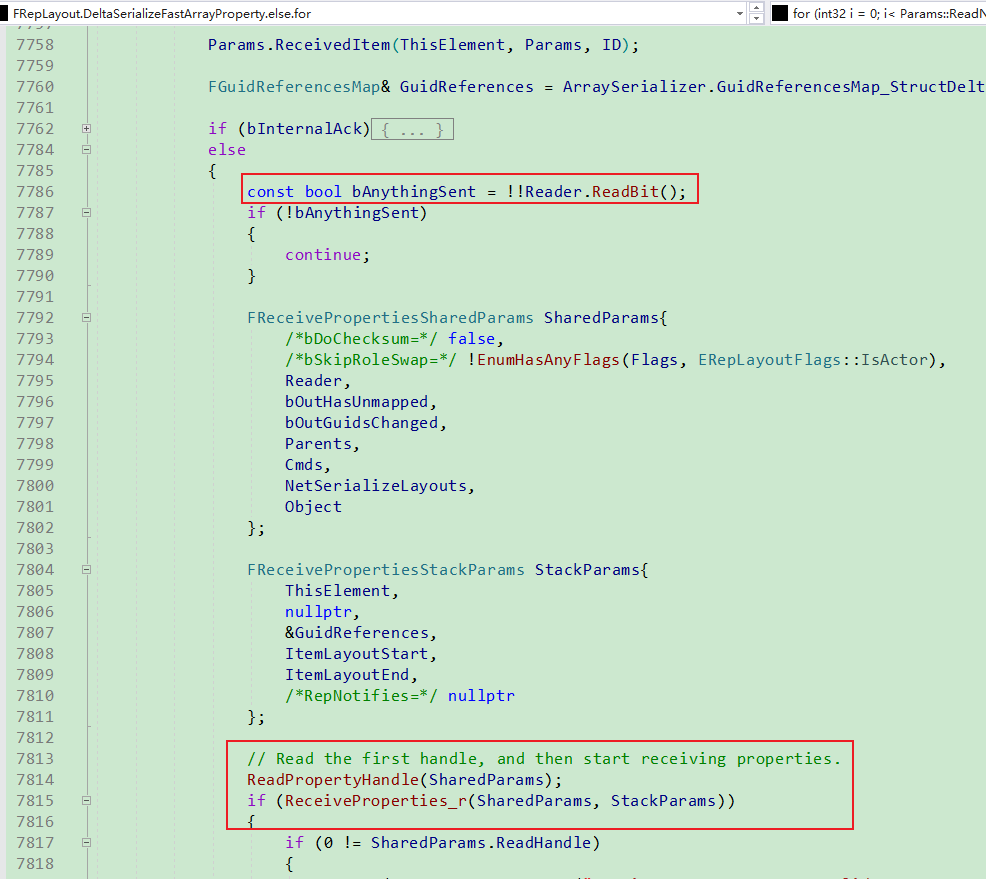 FRepLayout.DeltaSerializeFastArrayProperty.else.for
for (int32 i = 0; i< Params::ReadN
7758 Params.ReceivedItem(ThisElement, Params, ID);
7759
7760 FGuidReferencesMap& GuidReferences = ArraySerializer.GuidReferencesMap_StructDelt
7761
7762 if (bInternalAck){ ... }
7784 else
7785 {
7786 const bool bAnythingSent = !!Reader.ReadBit();
7787 if (!bAnythingSent)
7788 {
7789 continue;
7790 }
7791
7792 FReceivePropertiesSharedParams SharedParams{
7793 /*bDoChecksum=*/ false,
7794 /*bSkipRoleSwap=*/ !EnumHasAnyFlags(Flags, ERepLayoutFlags::IsActor),
7795 Reader,
7796 bOutHasUnmapped,
7797 bOutGuidsChanged,
7798 Parents,
7799 Cmds,
7800 NetSerializeLayouts,
7801 Object
7802 };
7803
7804 FReceivePropertiesStackParams StackParams{
7805 ThisElement,
7806 nullptr,
7807 &GuidReferences,
7808 ItemLayoutStart,
7809 ItemLayoutEnd,
7810 /*RepNotifies=*/ nullptr
7811 };
7812
7813 // Read the first handle, and then start receiving properties.
7814 ReadPropertyHandle(SharedParams);
7815 if (ReceiveProperties_r(SharedParams, StackParams))
7816 {
7817 if (0 != SharedParams.ReadHandle)
7818 {